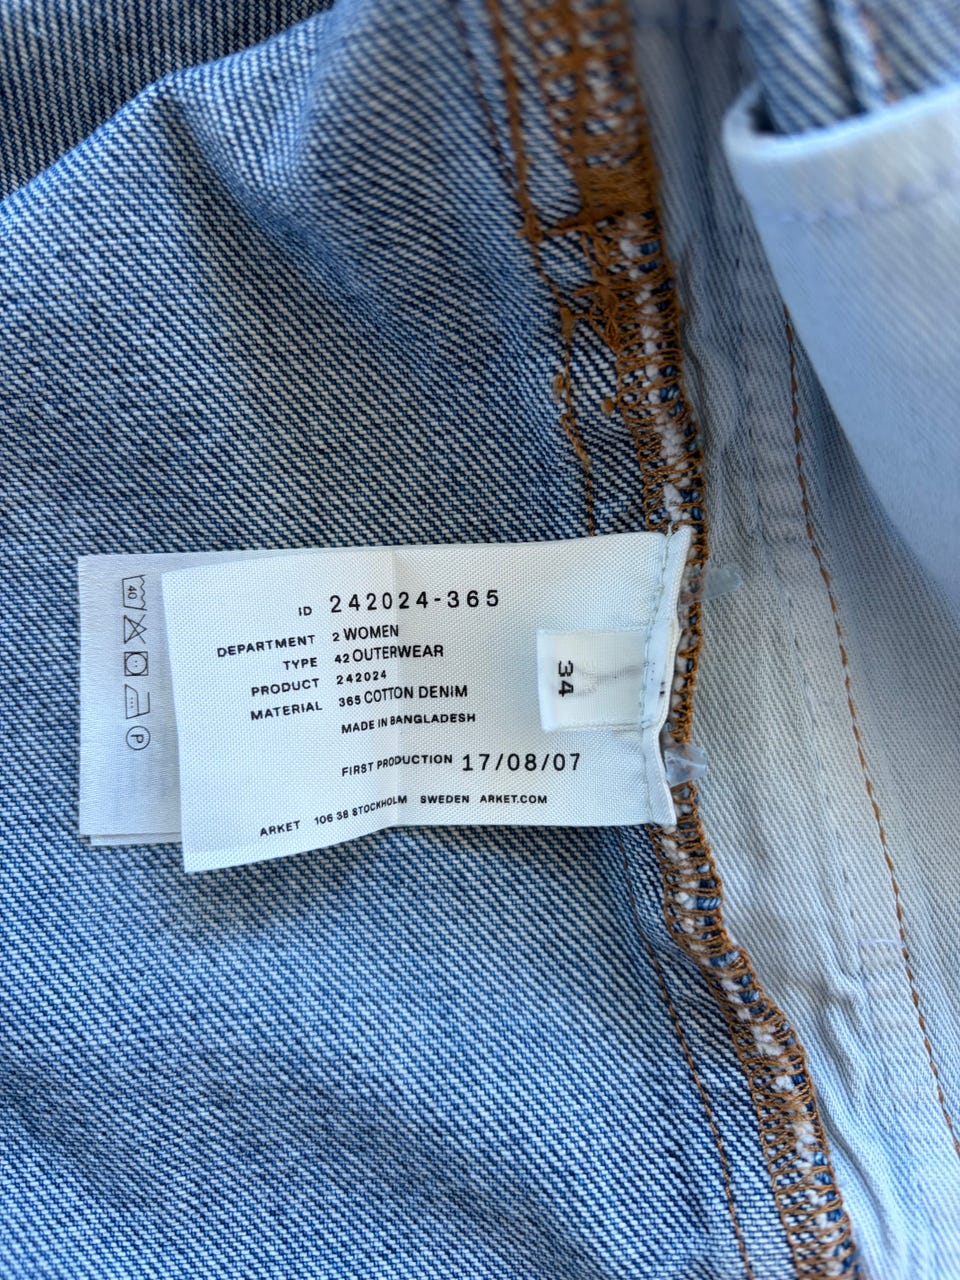 ID 242024-365
DEPARTMENT 2 WOMEN
TYPE 42 OUTERWEAR
PRODUCT 242024
MATERIAL 365 COTTON DENIM
MADE IN BANGLADESH
FIRST PRODUCTION 17/08/07
ARKET 106 38 STOCKHOLM SWEDEN ARKET.COM
34
40
P